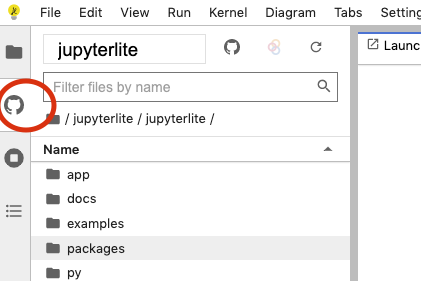 File Edit View Run Kernel Diagram Tabs Setting
jupyterlite
Launc
Filter files by name
/ jupyterlite / jupyterlite /
Name
app
docs
examples
packages
py